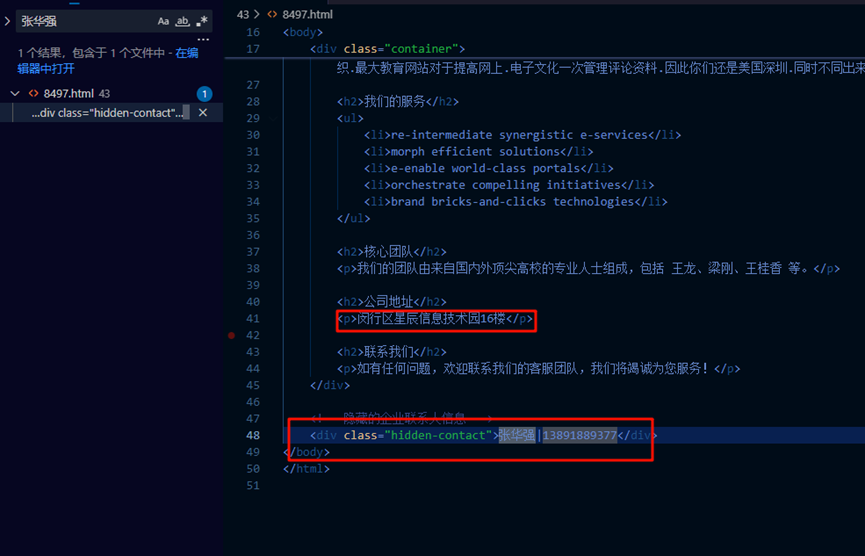 张华强
Aa ab .*
1 个结果，包含于 1 个文件中 - 在编
辑器中打开
8497.html 43 1
...div class="hidden-contact"...
43 > 8497.html
16 <body>
17 <div class="container">
织.最大教育网站对于提高网上.电子文化一次管理评论资料.因此你们还是美国深圳.同时不同出来
27
28 <h2>我们的服务</h2>
29 <ul>
30 <li>re-intermediate synergistic e-services</li>
31 <li>morph efficient solutions</li>
32 <li>e-enable world-class portals</li>
33 <li>orchestrate compelling initiatives</li>
34 <li>brand bricks-and-clicks technologies</li>
35 </ul>
36
37 <h2>核心团队</h2>
38 <p>我们的团队由来自国内外顶尖高校的专业人士组成，包括 王龙、梁刚、王桂香 等。</p>
39
40 <h2>公司地址</h2>
41 <p>闵行区星辰信息技术园16楼</p>
42
43 <h2>联系我们</h2>
44 <p>如有任何问题，欢迎联系我们的客服团队，我们将竭诚为您服务！</p>
45 </div>
46
47 <!-- 隐藏的企业联系人信息 -->
48 <div class="hidden-contact">张华强|13891889377</div>
49 </body>
50 </html>
51